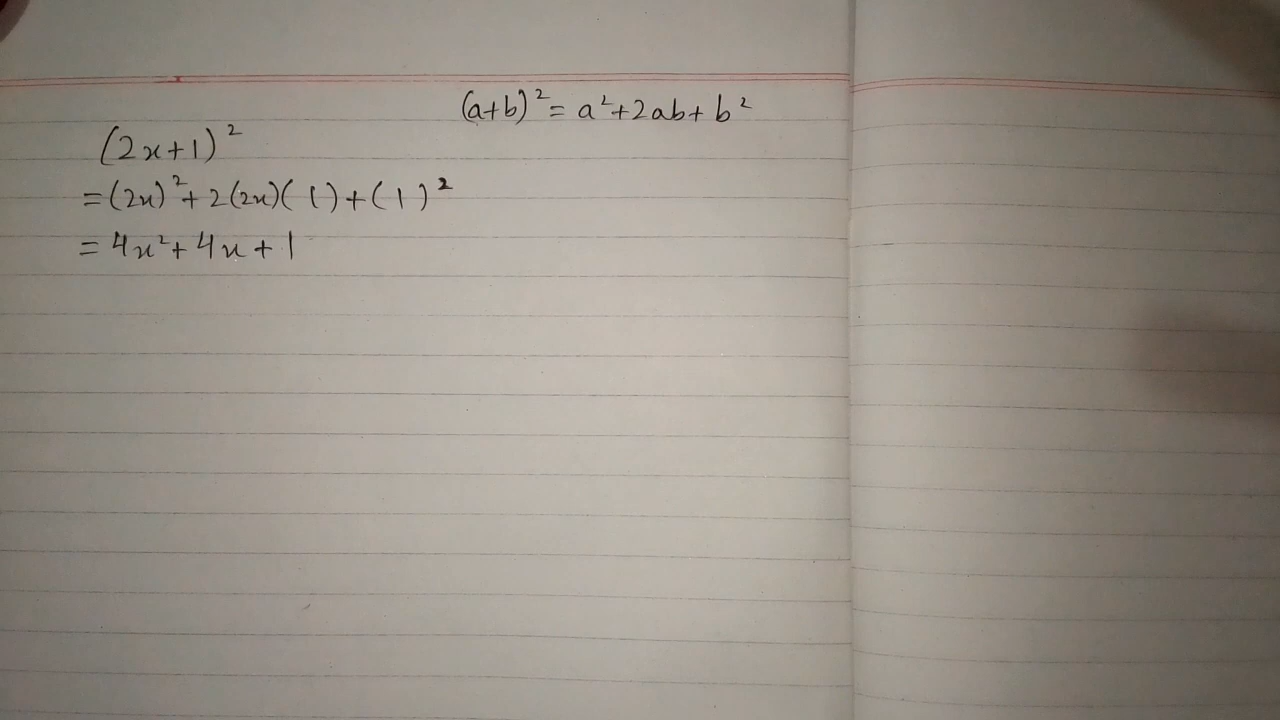 (a+b)² = a²+2ab+b²
(2x+1)²
=(2x)²+2(2x)(1)+(1)²
= 4x²+4x+1